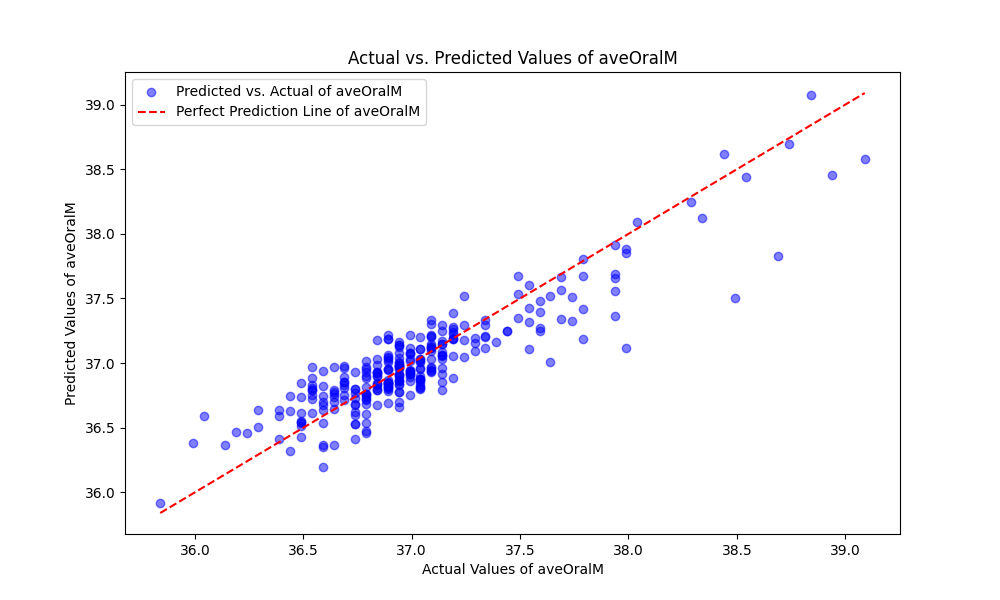 Actual vs. Predicted Values of aveOralM
Predicted vs. Actual of aveOralM
Perfect Prediction Line of aveOralM
Predicted Values of aveOralM
39.0
38.5
38.0
37.5
37.0
36.5
36.0
36.0 36.5 37.0 37.5 38.0 38.5 39.0
Actual Values of aveOralM